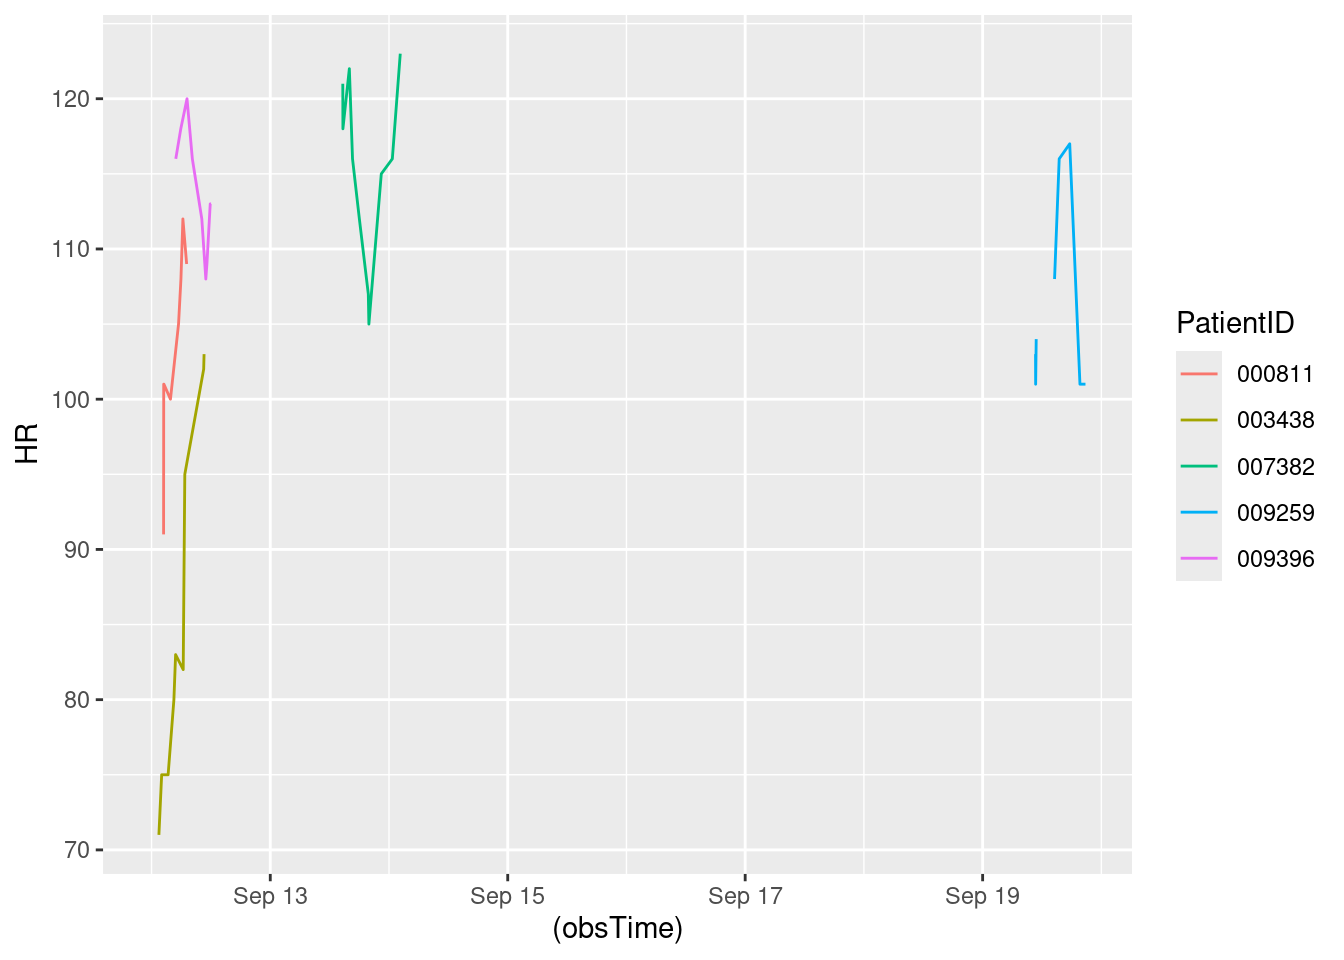 120
110
100
90
80
70
HR
Sep 13
Sep 15
Sep 17
Sep 19
(obsTime)
PatientID
000811
003438
007382
009259
009396